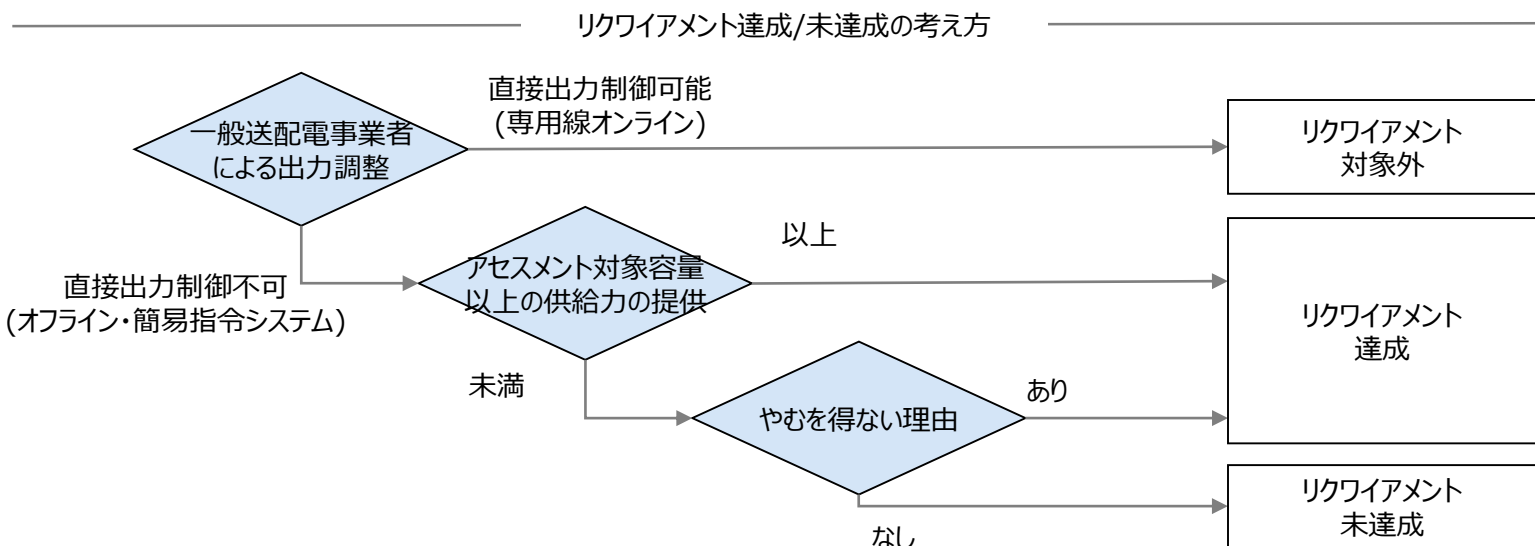 リクワイアメント達成/未達成の考え方
直接出力制御可能
(専用線オンライン)
一般送配電事業者
による出力調整
リクワイアメント
対象外
以上
アセスメント対象容量
以上の供給力の提供
直接出力制御不可
(オフライン・簡易指令システム)
リクワイアメント
達成
未満
あり
やむを得ない理由
リクワイアメント
未達成
なし